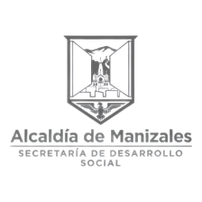 Alcaldía de Manizales
SECRETARÍA DE DESARROLLO
SOCIAL